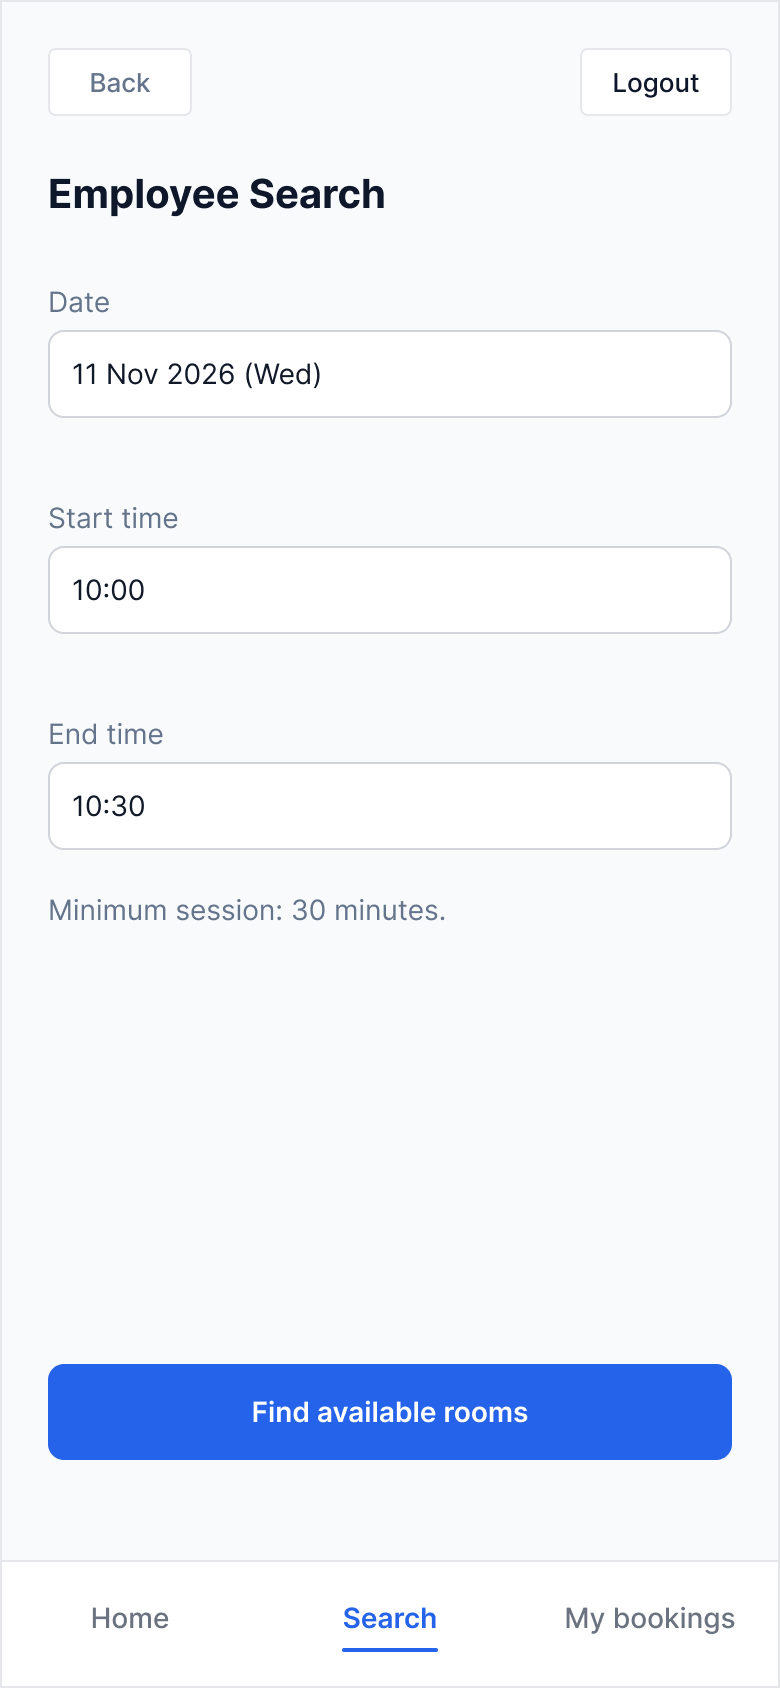 Back
Logout
Employee Search
Date
11 Nov 2026 (Wed)
Start time
10:00
End time
10:30
Minimum session: 30 minutes.
Find available rooms
Home
Search
My bookings